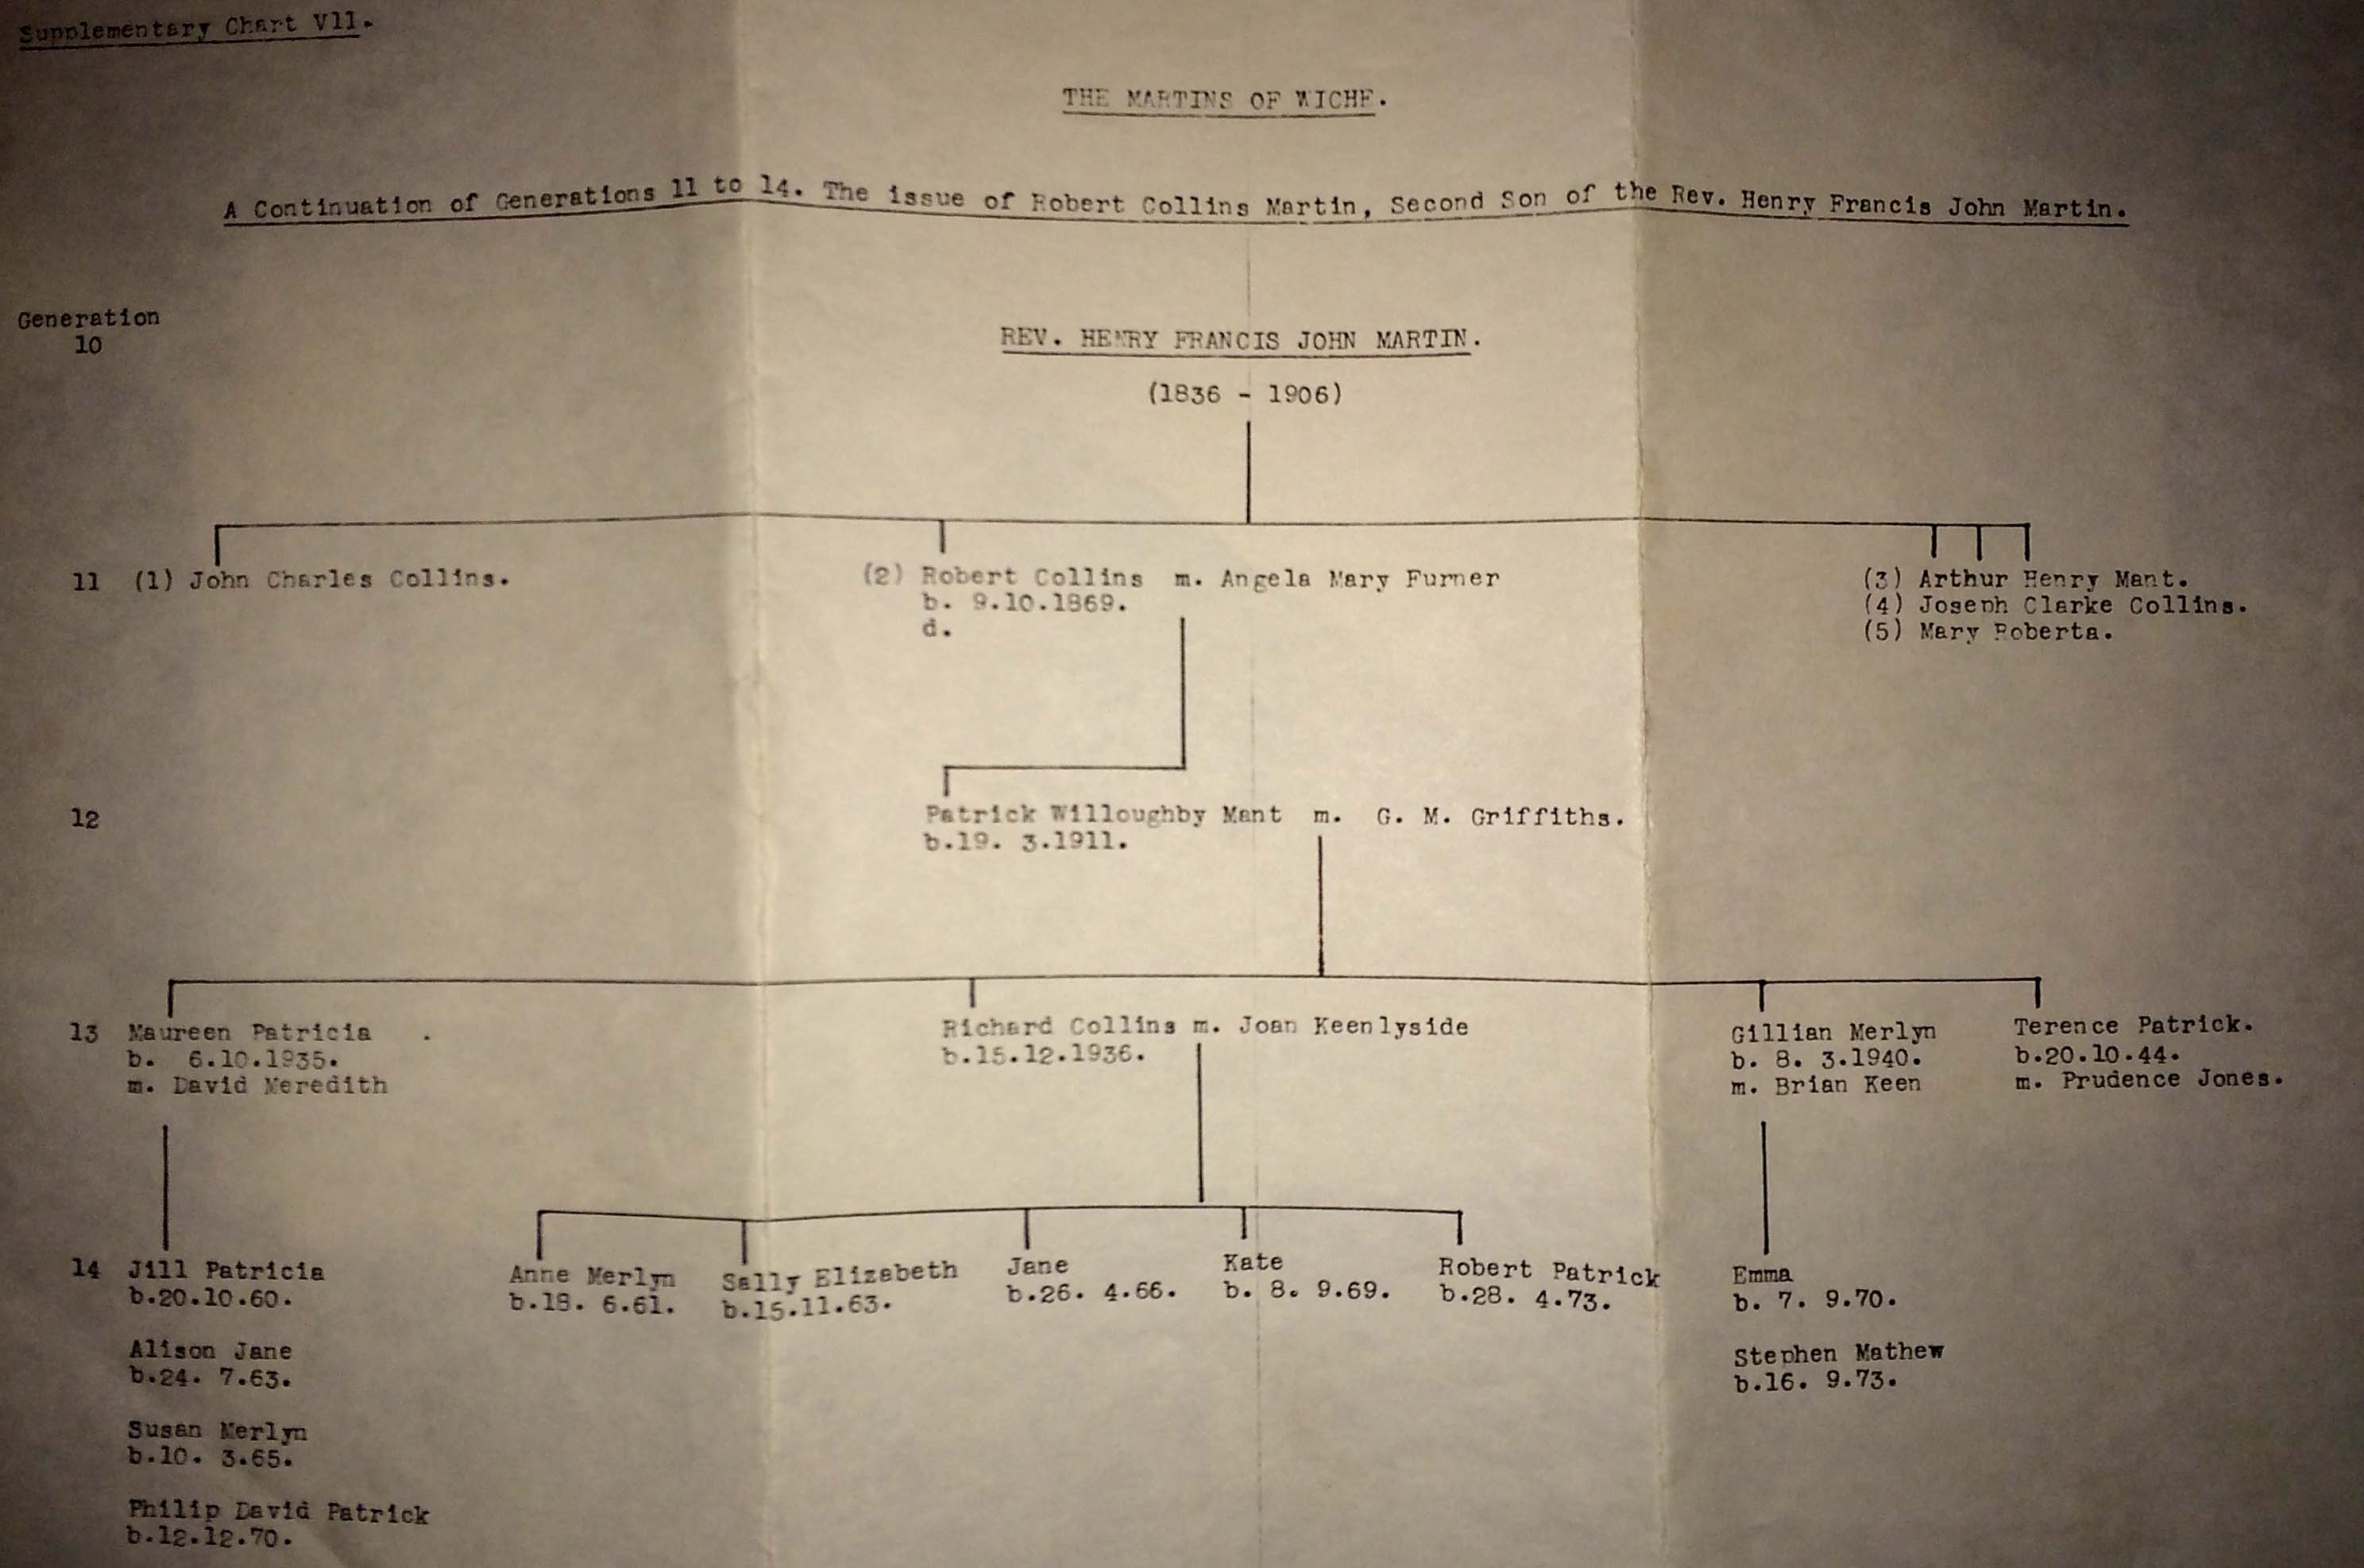 Supplementary Chart V11.
THE MARTINS OF WICHE.
A Continuation of Generations 11 to 14. The issue of Robert Collins Martin, Second Son of the Rev. Henry Francis John Martin.
Generation
10
REV. HENRY FRANCIS JOHN MARTIN.
(1836 - 1906)
11 (1) John Charles Collins.
(2) Robert Collins m. Angela Mary Furner
b. 9.10.1869.
d.
(3) Arthur Henry Mant.
(4) Joseph Clarke Collins.
(5) Mary Roberta.
12
Patrick Willoughby Mant m. G. M. Griffiths.
b.19. 3.1911.
13 Maureen Patricia .
b. 6.10.1935.
m. David Meredith
Richard Collins m. Joan Keenlyside
b.15.12.1936.
Gillian Merlyn
b. 8. 3.1940.
m. Brian Keen
Terence Patrick.
b.20.10.44.
m. Prudence Jones.
14 Jill Patricia
b.20.10.60.
Alison Jane
b.24. 7.63.
Susan Merlyn
b.10. 3.65.
Philip David Patrick
b.12.12.70.
Anne Merlyn
b.18. 6.61.
Sally Elizabeth
b.15.11.63.
Jane
b.26. 4.66.
Kate
b. 8. 9.69.
Robert Patrick
b.28. 4.73.
Emma
b. 7. 9.70.
Stephen Mathew
b.16. 9.73.